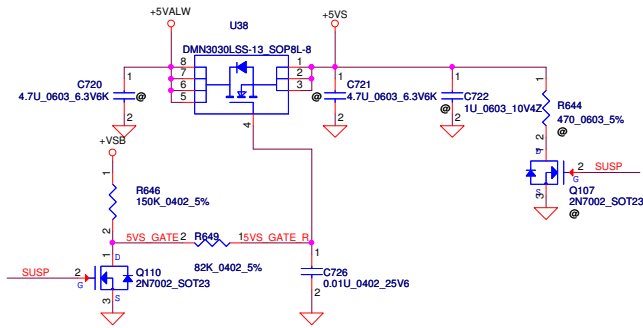 +5VALW
U38
+5VS
DMN3030LSS-13_SOP8L-8
8
7
6
5
1
2
3
4
1
C720
4.7U_0603_6.3V6K
@
2
1
C721
4.7U_0603_6.3V6K
@
2
1
C722
1U_0603_10V4Z
@
2
1
R644
470_0603_5%
@
2
1
D
2
SUSP
G
S
3
Q107
2N7002_SOT23
@
+VSB
1
R646
150K_0402_5%
2
5VS_GATE 2
R649
1 5VS_GATE_R
82K_0402_5%
1
D
SUSP
2
G
Q110
2N7002_SOT23
3
S
1
C726
0.01U_0402_25V6
2